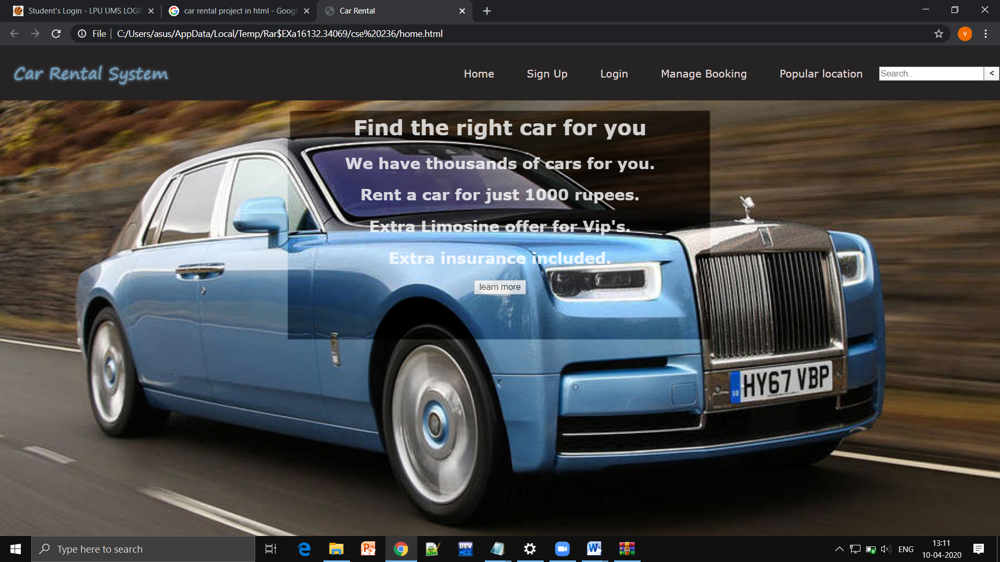 Student's Login - LPU UMS LOGI
car rental project in html - Goog
Car Rental
File
C:/Users/asus/AppData/Local/Temp/Rar$EXa16132.34069/cse%20236/home.html
V
Car Rental System
Home
Sign Up
Login
Manage Booking
Popular location
Search..
<
Find the right car for you
We have thousands of cars for you.
Rent a car for just 1000 rupees.
Extra Limosine offer for Vip's.
Extra insurance included.
learn more
GB
HY67 VBP
Type here to search
DEV
C++
ENG
13:11
10-04-2020